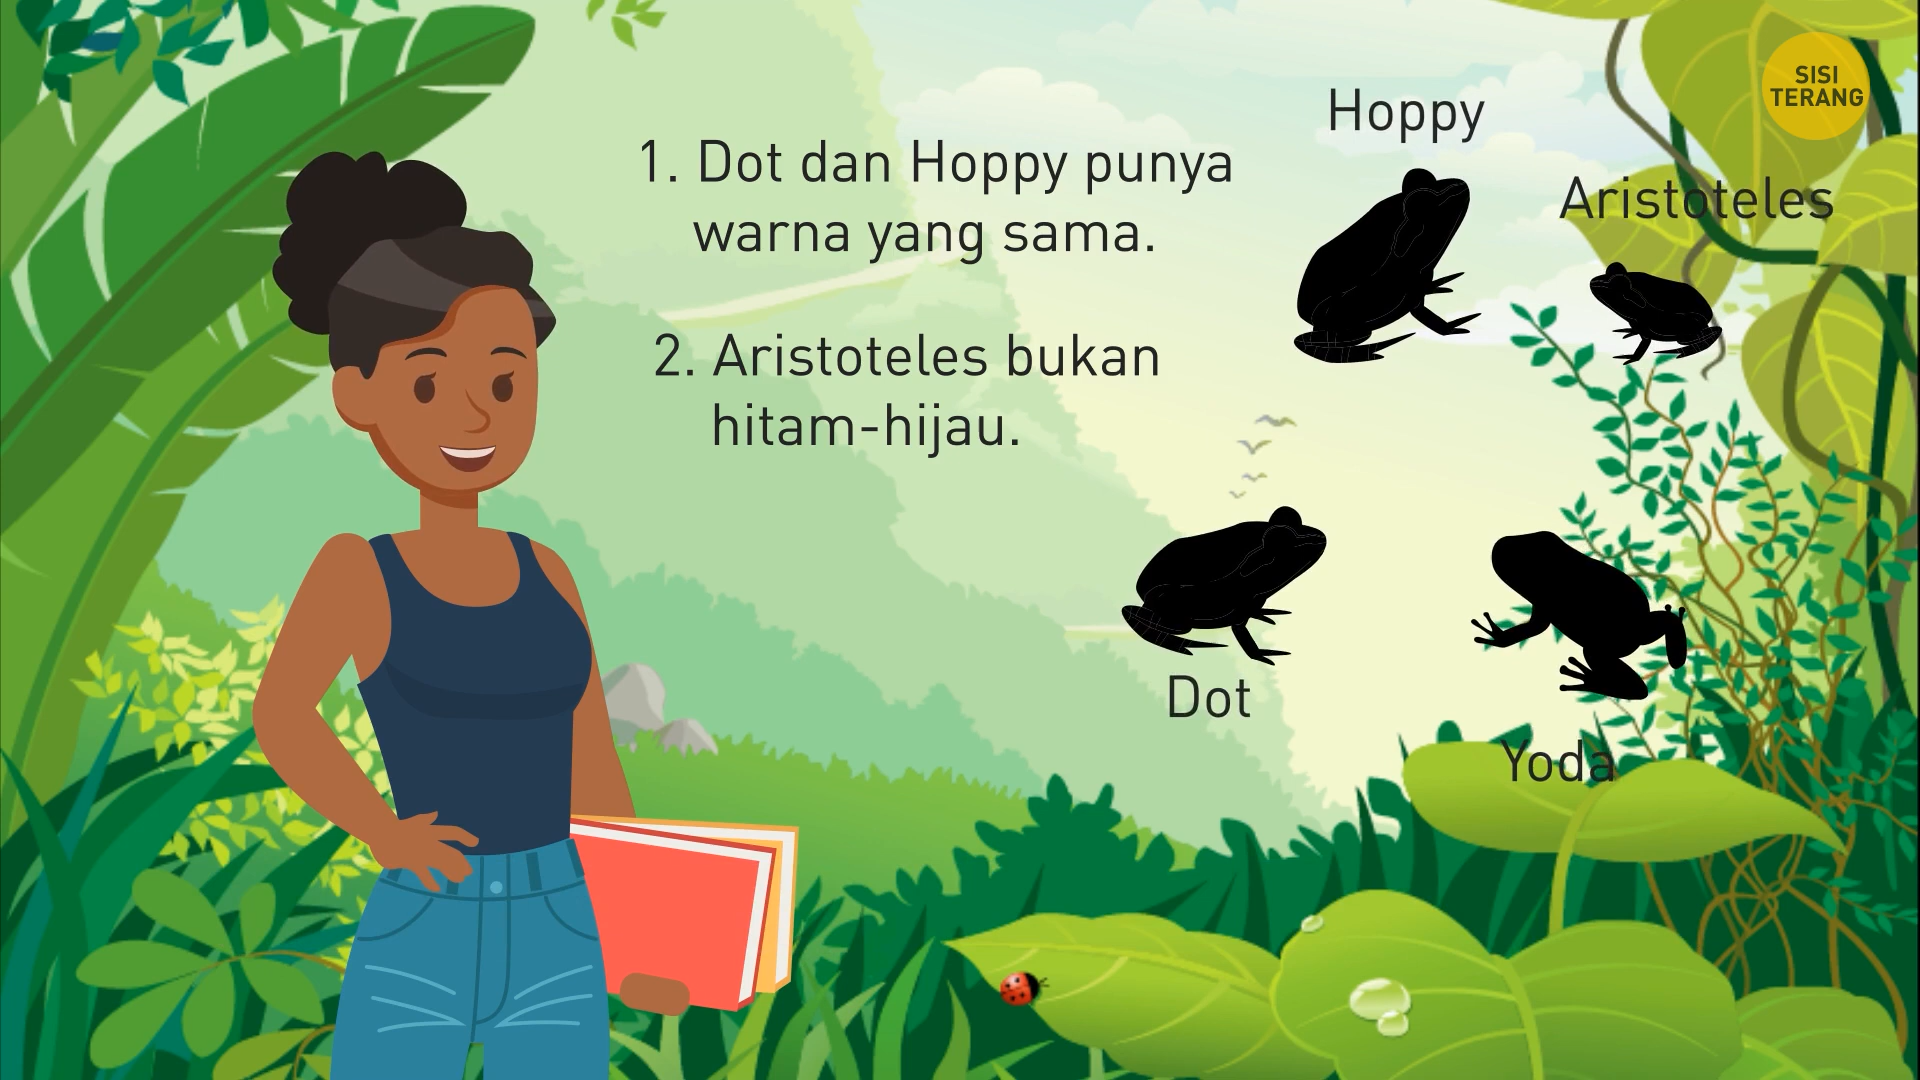 1. Dot dan Hoppy punya
warna yang sama.
2. Aristoteles bukan
hitam-hijau.
Hoppy
Aristoteles
Dot
Yoda
SISI
TERANG